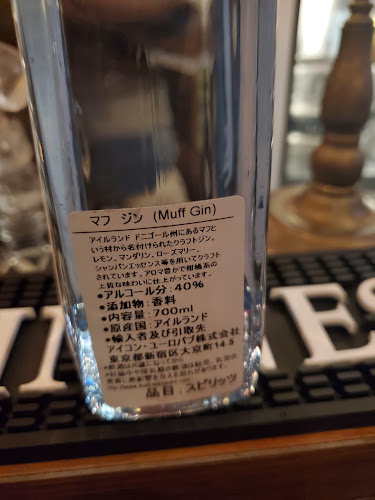 マフ ジン (Muff Gin)
アイルランド ドニゴール州にあるマフと
いう村から名付けられたクラフトジン。
レモン、マンダリン、ローズマリー、
シャンパンエッセンス等を用いてクラフト
されています。アロマ豊かで柑橘系の
上質な味わいに仕上がっています。
●アルコール分:40%
●添加物:香料
●内容量:700ml
●原産国:アイルランド
●輸入者及び引取先
アイコン・ユーロパブ株式会社
東京都新宿区大京町14.5
品目:スピリッツ
NES